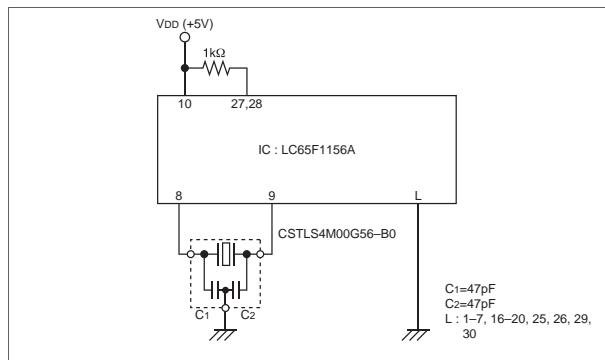 VDD (+5V)
1kΩ
10
27,28
IC : LC65F1156A
8
9
L
CSTLS4M00G56–B0
C1
C2
C1=47pF
C2=47pF
L : 1–7, 16–20, 25, 26, 29,
30